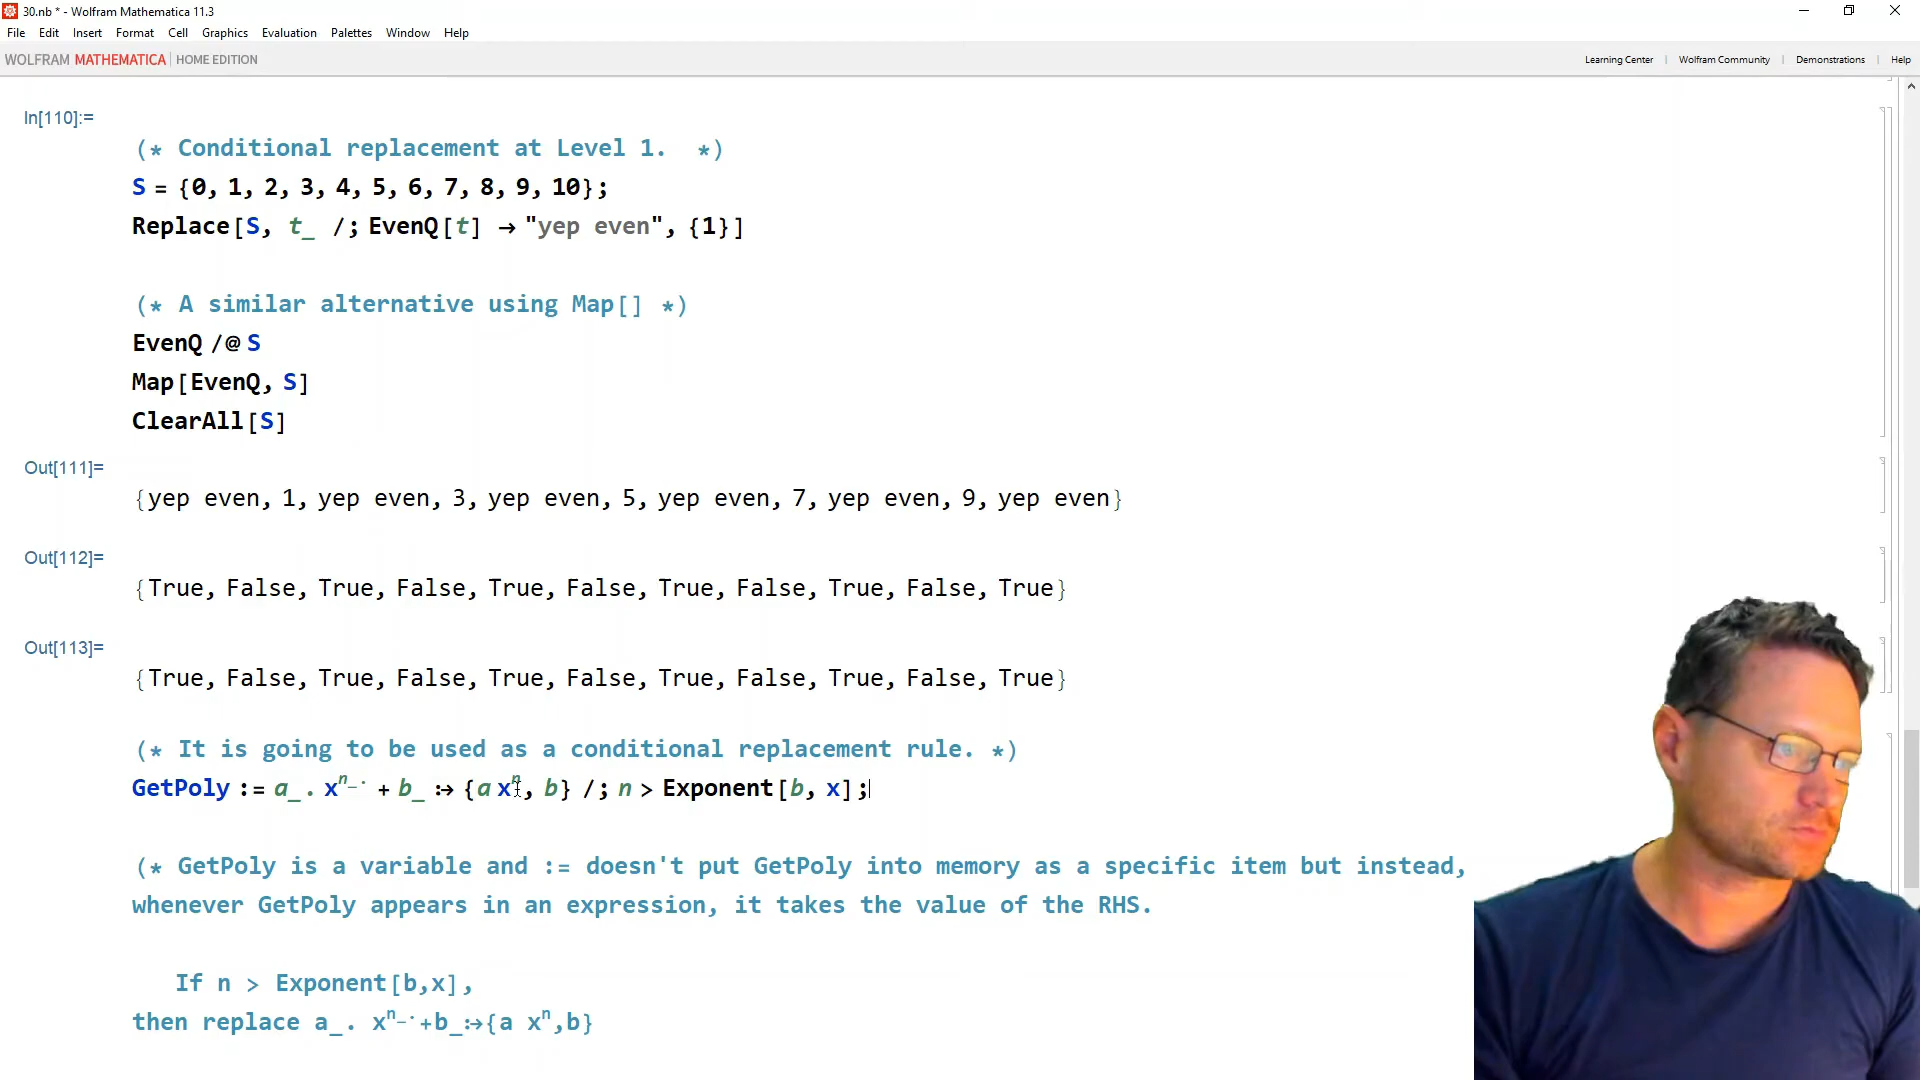 30.nb * - Wolfram Mathematica 11.3
File Edit Insert Format Cell Graphics Evaluation Palettes Window Help
WOLFRAM MATHEMATICA | HOME EDITION
Learning Center | Wolfram Community | Demonstrations | Help
In[110]:=
(* Conditional replacement at Level 1. *)
S = {0, 1, 2, 3, 4, 5, 6, 7, 8, 9, 10};
Replace[S, t_ /; EvenQ[t] → "yep even", {1}]
(* A similar alternative using Map[] *)
EvenQ /@ S
Map[EvenQ, S]
ClearAll[S]
Out[111]=
{yep even, 1, yep even, 3, yep even, 5, yep even, 7, yep even, 9, yep even}
Out[112]=
{True, False, True, False, True, False, True, False, True, False, True}
Out[113]=
{True, False, True, False, True, False, True, False, True, False, True}
(* It is going to be used as a conditional replacement rule. *)
GetPoly := a_. x^n_. + b_ :→ {a x^n, b} /; n > Exponent[b, x];
(* GetPoly is a variable and := doesn't put GetPoly into memory as a specific item but instead,
whenever GetPoly appears in an expression, it takes the value of the RHS.
If n > Exponent[b,x],
then replace a_. x^n_.+b_:→{a x^n,b}